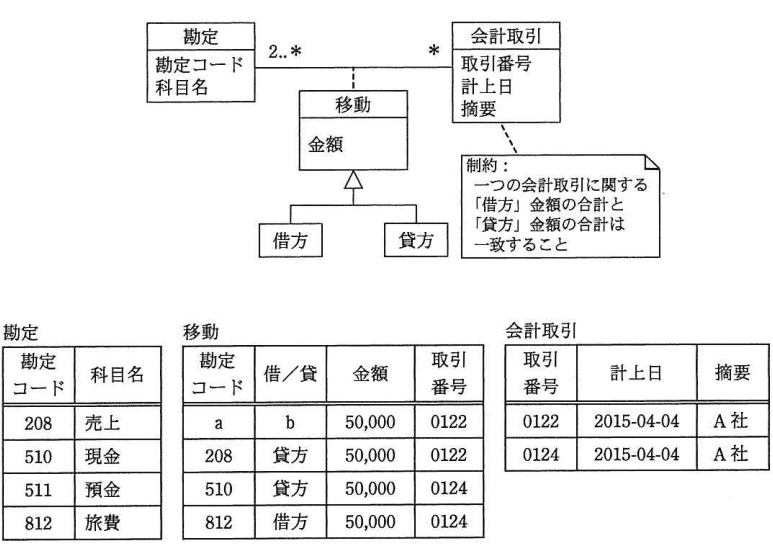 勘定
勘定コード
科目名
2..*
*
会計取引
取引番号
計上日
摘要
移動
金額
借方
貸方
制約：
一つの会計取引に関する
「借方」金額の合計と
「貸方」金額の合計は
一致すること
勘定
勘定
コード
科目名
208 売上
510 現金
511 預金
812 旅費
移動
勘定
コード
借／貸
金額
取引
番号
a b 50,000 0122
208 貸方 50,000 0122
510 貸方 50,000 0124
812 借方 50,000 0124
会計取引
取引
番号
計上日
摘要
0122 2015-04-04 A社
0124 2015-04-04 A社